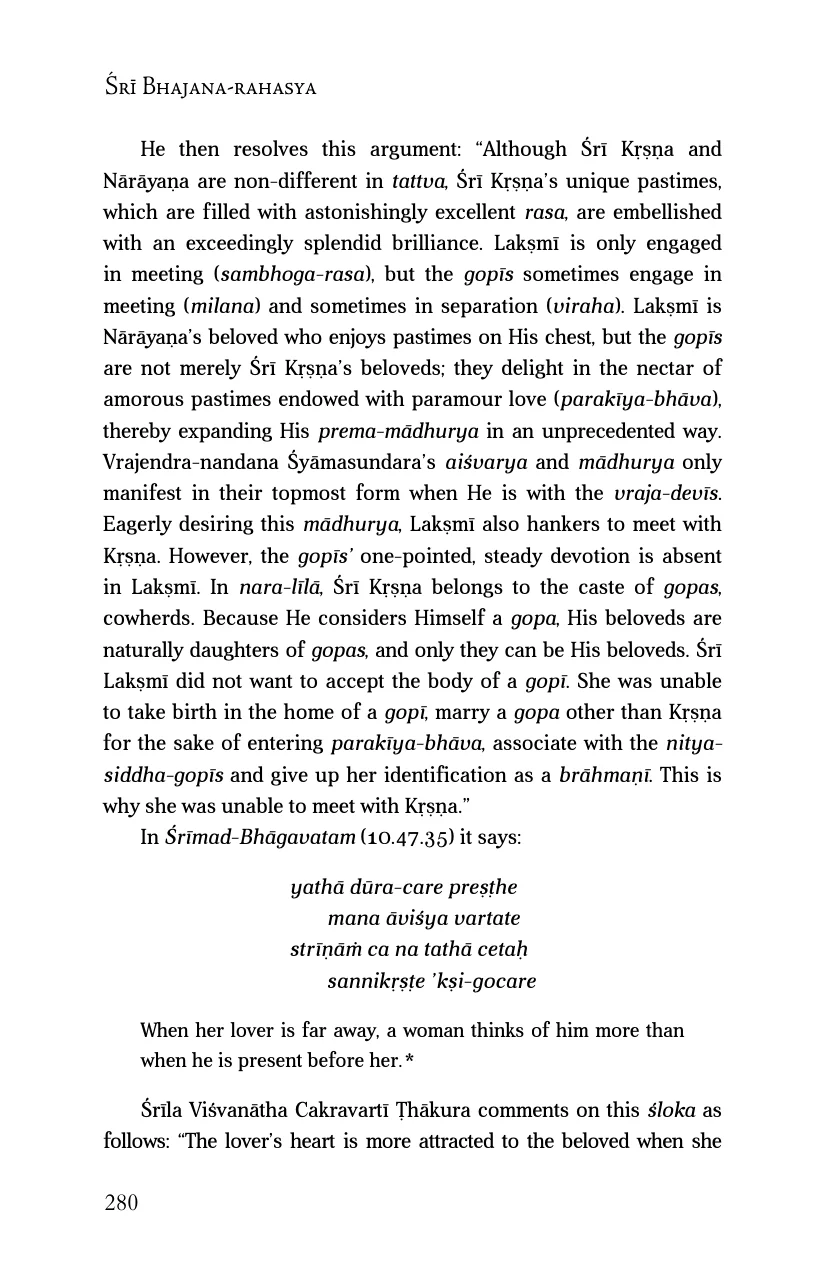 Śrī Bhajana-rahasya
He then resolves this argument: “Although Śrī Kṛṣṇa and
Nārāyaṇa are non-different in tattva, Śrī Kṛṣṇa’s unique pastimes,
which are filled with astonishingly excellent rasa, are embellished
with an exceedingly splendid brilliance. Lakṣmī is only engaged
in meeting (sambhoga-rasa), but the gopīs sometimes engage in
meeting (milana) and sometimes in separation (viraha). Lakṣmī is
Nārāyaṇa’s beloved who enjoys pastimes on His chest, but the gopīs
are not merely Śrī Kṛṣṇa’s beloveds; they delight in the nectar of
amorous pastimes endowed with paramour love (parakīya-bhāva),
thereby expanding His prema-mādhurya in an unprecedented way.
Vrajendra-nandana Śyāmasundara’s aiśvarya and mādhurya only
manifest in their topmost form when He is with the vraja-devīs.
Eagerly desiring this mādhurya, Lakṣmī also hankers to meet with
Kṛṣṇa. However, the gopīs’ one-pointed, steady devotion is absent
in Lakṣmī. In nara-līlā, Śrī Kṛṣṇa belongs to the caste of gopas,
cowherds. Because He considers Himself a gopa, His beloveds are
naturally daughters of gopas, and only they can be His beloveds. Śrī
Lakṣmī did not want to accept the body of a gopī. She was unable
to take birth in the home of a gopī, marry a gopa other than Kṛṣṇa
for the sake of entering parakīya-bhāva, associate with the nitya-
siddha-gopīs and give up her identification as a brāhmaṇī. This is
why she was unable to meet with Kṛṣṇa.”
In Śrīmad-Bhāgavatam (10.47.35) it says:
yathā dūra-care preṣṭhe
mana āviśya vartate
strīṇāṁ ca na tathā cetaḥ
sannikṛṣṭe ’kṣi-gocare
When her lover is far away, a woman thinks of him more than
when he is present before her.*
Śrīla Viśvanātha Cakravartī Ṭhākura comments on this śloka as
follows: “The lover’s heart is more attracted to the beloved when she
280